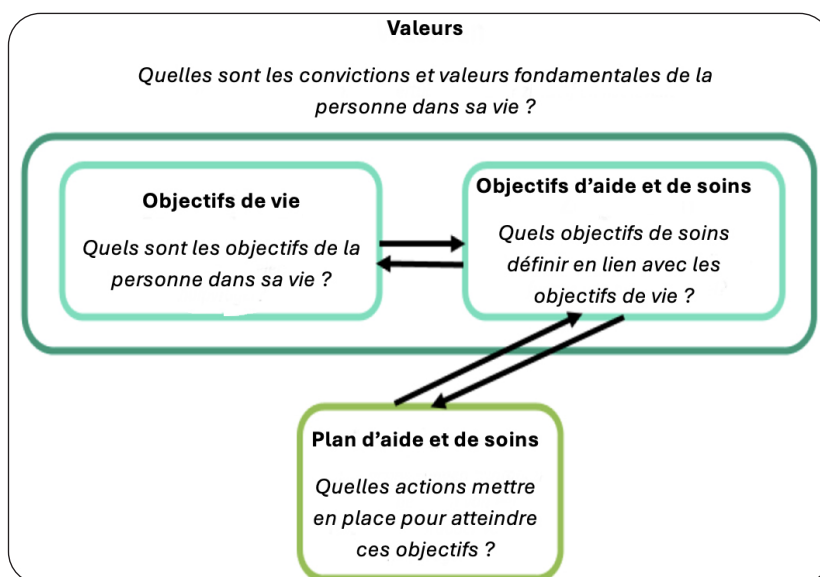 Valeurs
Quelles sont les convictions et valeurs fondamentales de la
personne dans sa vie ?
Objectifs de vie
Quels sont les objectifs de la
personne dans sa vie ?
Objectifs d’aide et de soins
Quels objectifs de soins
définir en lien avec les
objectifs de vie ?
Plan d’aide et de soins
Quelles actions mettre
en place pour atteindre
ces objectifs ?